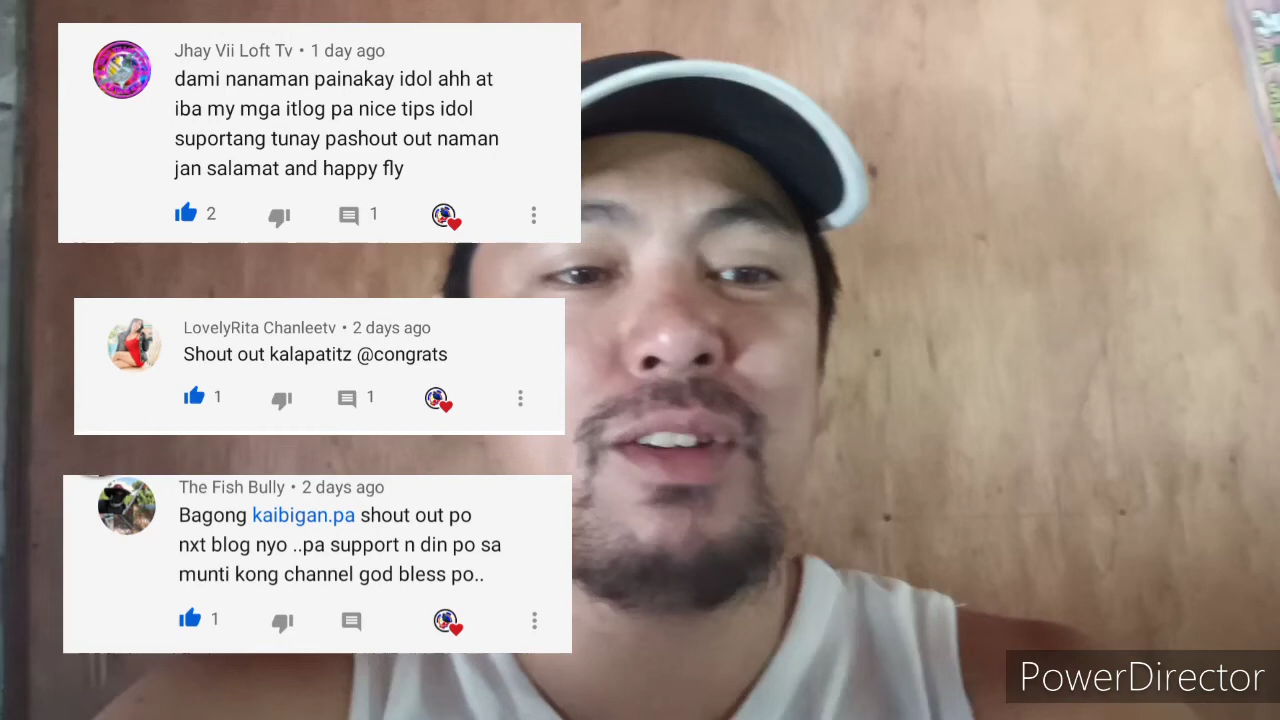 Jhay Vii Loft Tv • 1 day ago
dami nanaman painakay idol ahh at
iba my mga itlog pa nice tips idol
suportang tunay pashout out naman
jan salamat and happy fly
2
1
LovelyRita Chanleetv • 2 days ago
Shout out kalapatitz @congrats
1
1
The Fish Bully • 2 days ago
Bagong kaibigan.pa shout out po
nxt blog nyo ..pa support n din po sa
munti kong channel god bless po..
1
PowerDirector